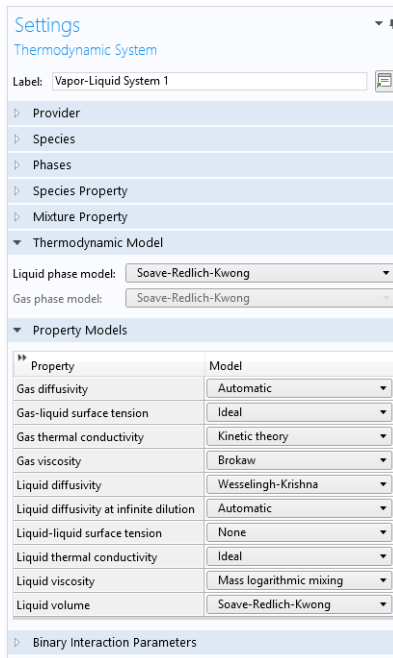 Settings
Thermodynamic System
Label: Vapor-Liquid System 1
Provider
Species
Phases
Species Property
Mixture Property
Thermodynamic Model
Liquid phase model: Soave-Redlich-Kwong
Gas phase model: Soave-Redlich-Kwong
Property Models
Property Model
Gas diffusivity Automatic
Gas-liquid surface tension Ideal
Gas thermal conductivity Kinetic theory
Gas viscosity Brokaw
Liquid diffusivity Wesselingh-Krishna
Liquid diffusivity at infinite dilution Automatic
Liquid-liquid surface tension None
Liquid thermal conductivity Ideal
Liquid viscosity Mass logarithmic mixing
Liquid volume Soave-Redlich-Kwong
Binary Interaction Parameters